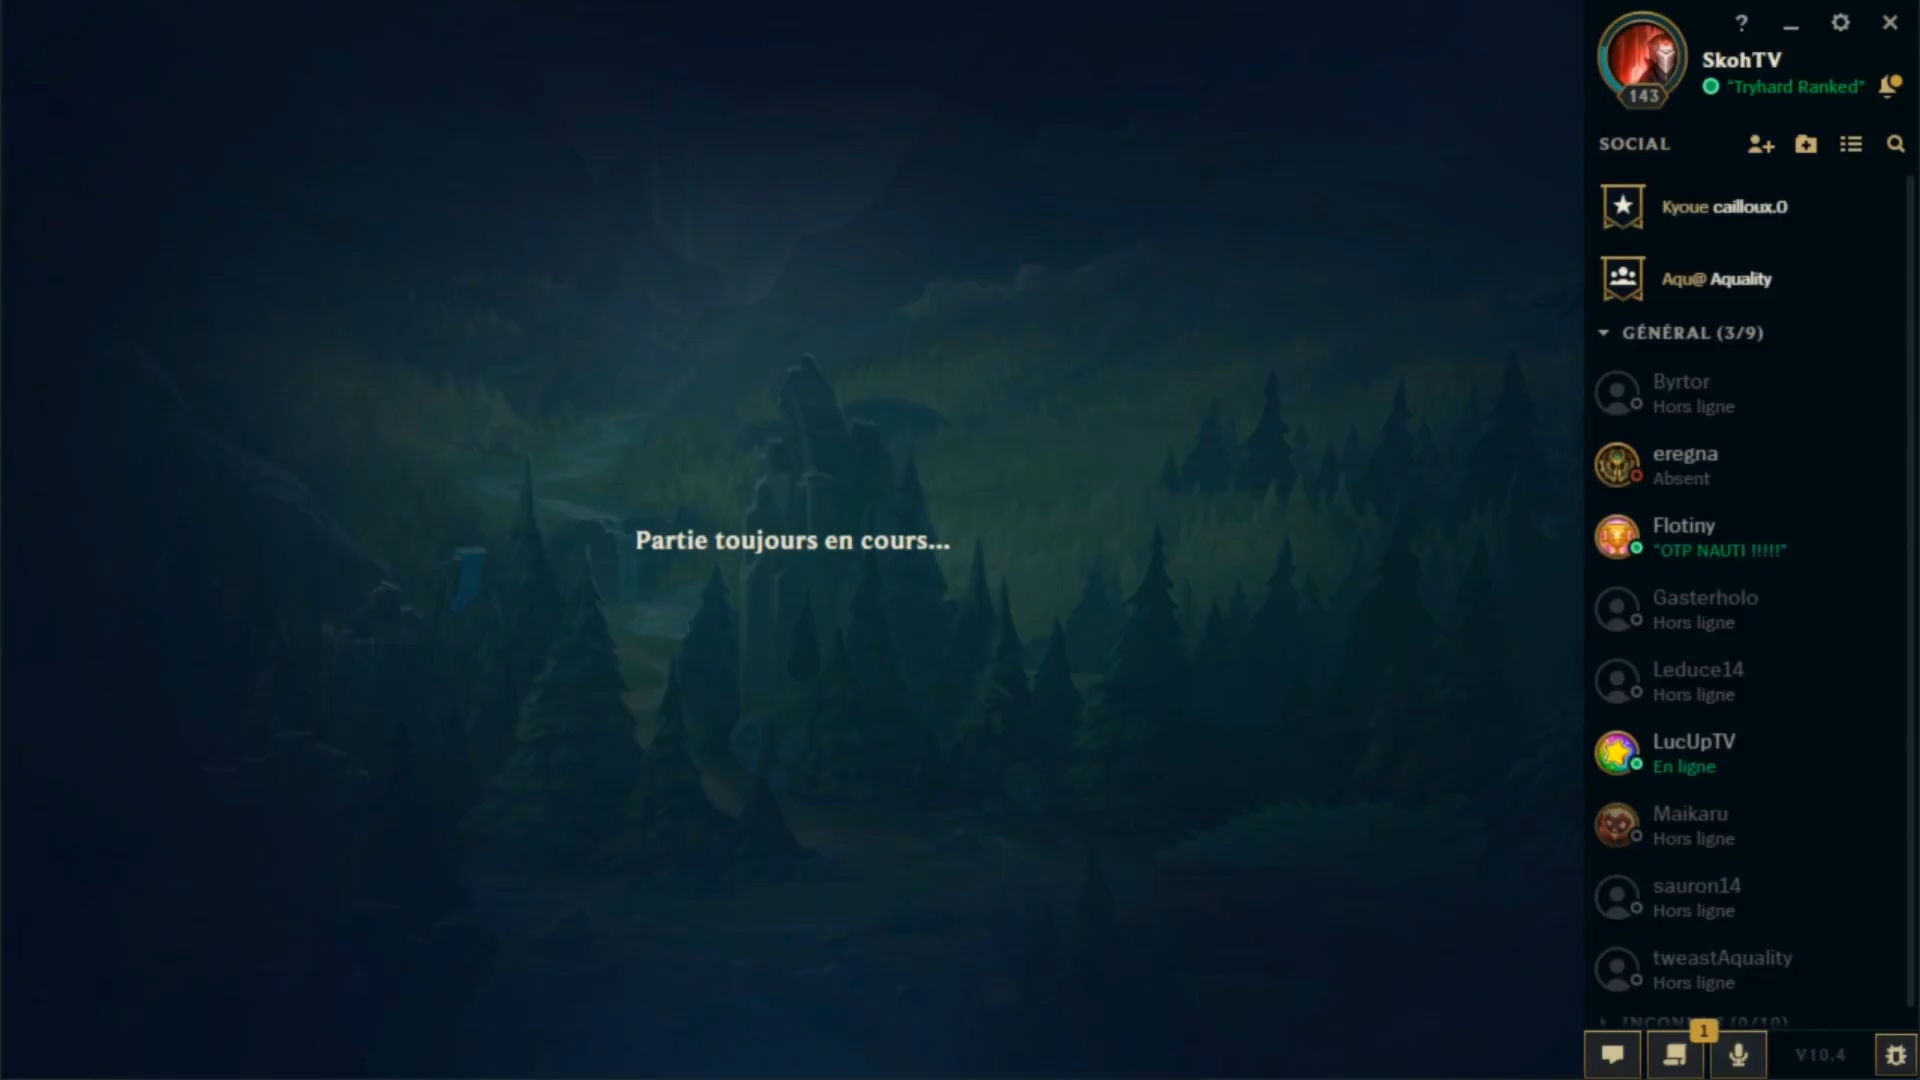 ?
SkohTV
143
"Tryhard Ranked"
SOCIAL
Kyoue cailloux.O
Aqu@ Aquality
GÉNÉRAL (3/9)
Byrtor
Hors ligne
eregna
Absent
Partie toujours en cours...
Flotiny
"OTP NAUTI !!!!!"
Gasterholo
Hors ligne
Leduce14
Hors ligne
LucUpTV
En ligne
Maikaru
Hors ligne
sauron14
Hors ligne
tweastAquality
Hors ligne
(0/10)
1
V10.4